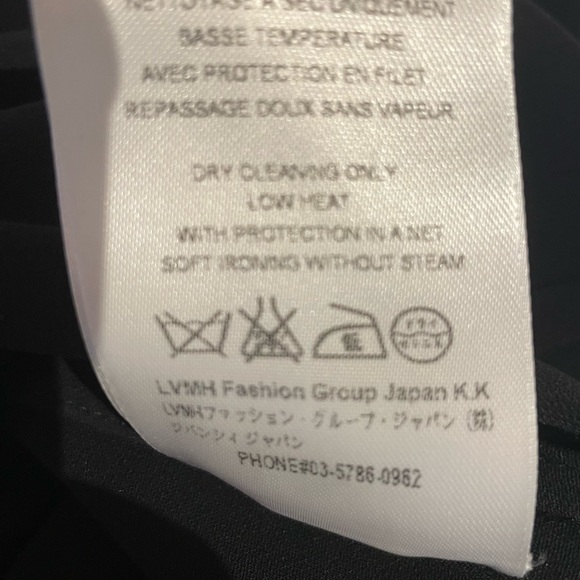 NETTOYAGE A SEC UNIQUEMENT
BASSE TEMPERATURE
AVEC PROTECTION EN FILET
REPASSAGE DOUX SANS VAPEUR
DRY CLEANING ONLY
LOW HEAT
WITH PROTECTION IN A NET
SOFT IRONING WITHOUT STEAM
低 ドライ
LVMH Fashion Group Japan K.K
LVMHファッション・グループ・ジャパン (株)
ジバンシィ ジャパン
PHONE#03-5786-0962